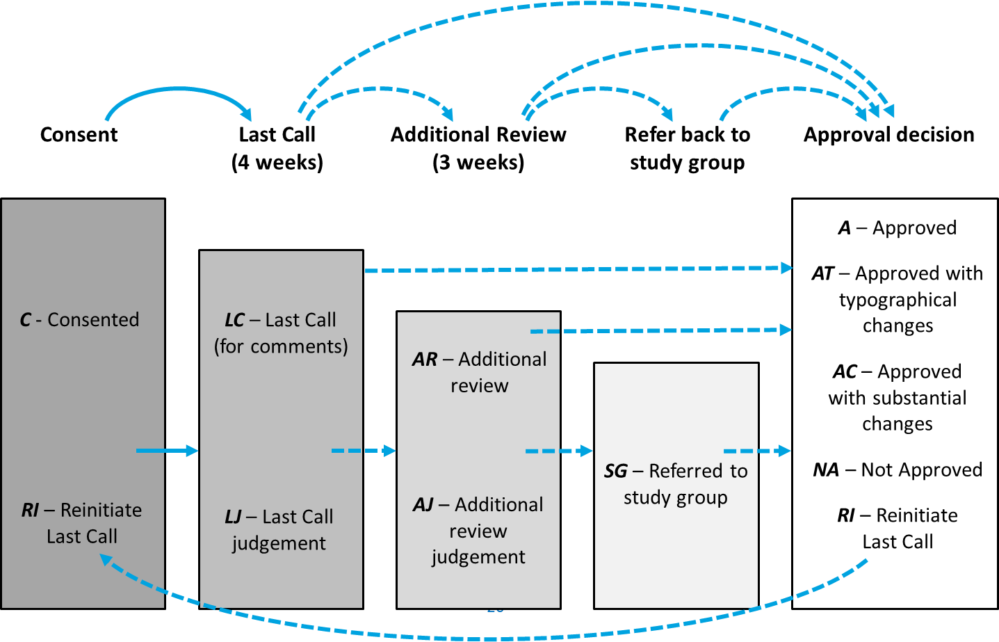 Consent
Last Call
(4 weeks)
Additional Review
(3 weeks)
Refer back to
study group
Approval decision
C - Consented
RI – Reinitiate
Last Call
LC – Last Call
(for comments)
LJ – Last Call
judgement
AR – Additional
review
AJ – Additional
review
judgement
SG – Referred to
study group
A – Approved
AT – Approved with
typographical
changes
AC – Approved
with substantial
changes
NA – Not Approved
RI – Reinitiate
Last Call